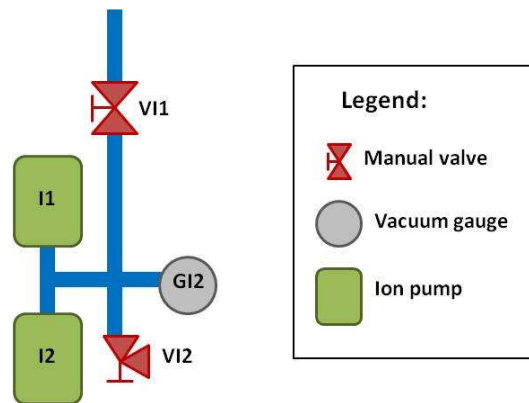 VI1
I1
GI2
I2
VI2
Legend:
Manual valve
Vacuum gauge
Ion pump